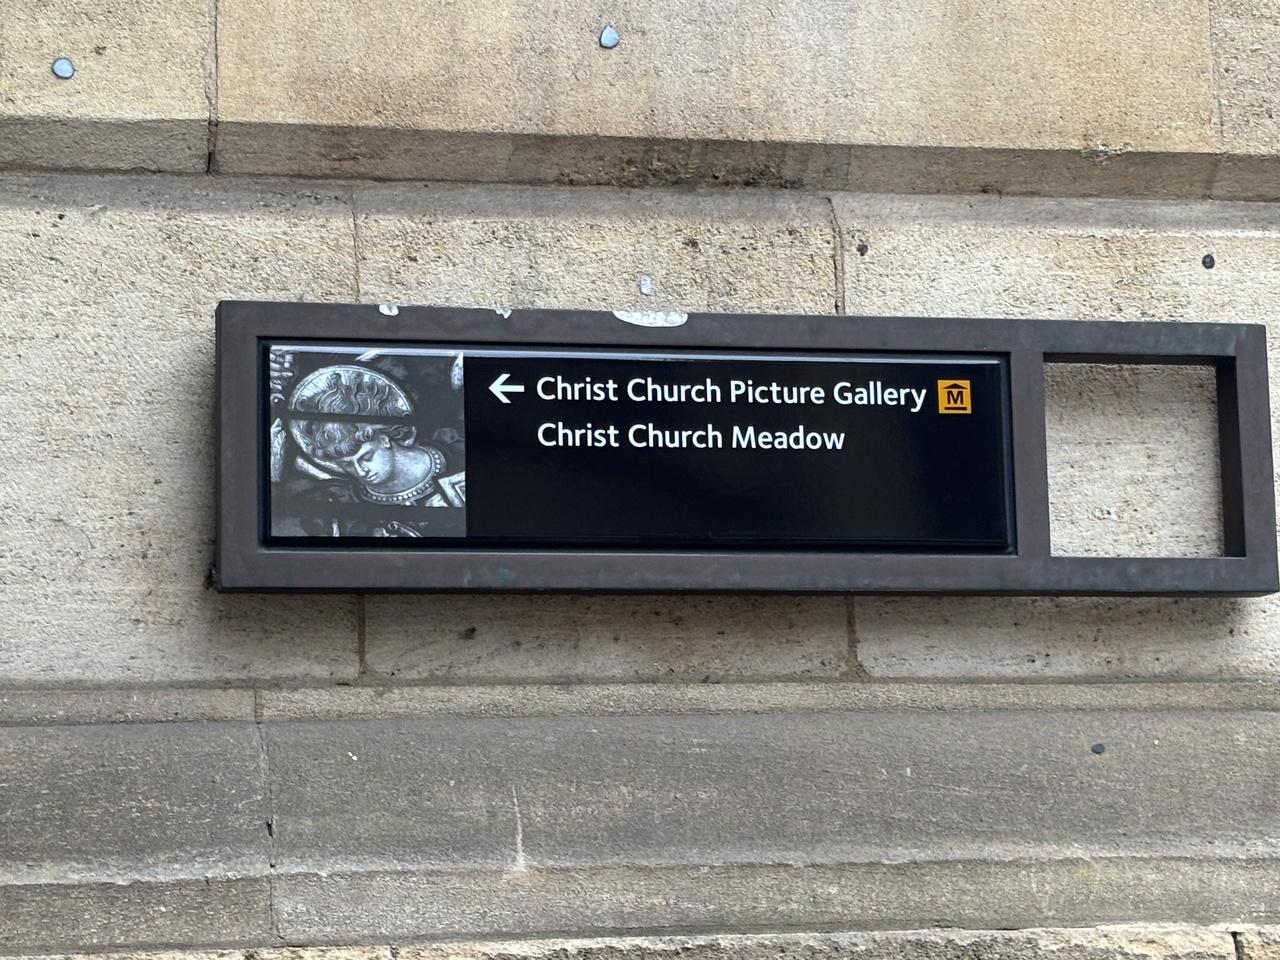 ← Christ Church Picture Gallery M
Christ Church Meadow